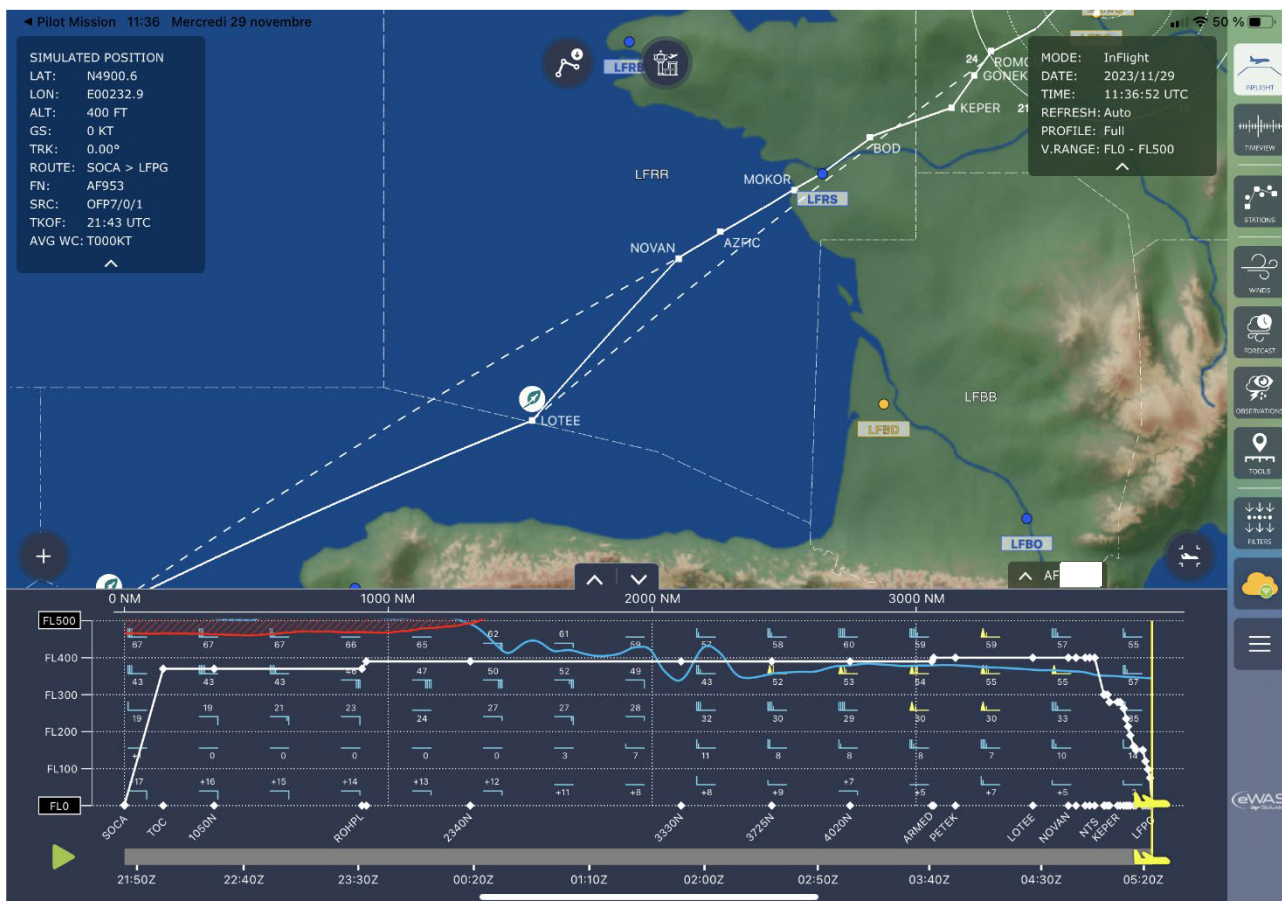 ◀ Pilot Mission 11:36 Mercredi 29 novembre
50 %
SIMULATED POSITION
LAT: N4900.6
LON: E00232.9
ALT: 400 FT
GS: 0 KT
TRK: 0.00°
ROUTE: SOCA > LFPG
FN: AF953
SRC: OFP7/0/1
TKOF: 21:43 UTC
AVG WC: T000KT
MODE: InFlight
DATE: 2023/11/29
TIME: 11:36:52 UTC
REFRESH: Auto
PROFILE: Full
V.RANGE: FL0 - FL500
INFLIGHT
TIMEVIEW
STATIONS
WINDS
FORECAST
OBSERVATIONS
TOOLS
FILTERS
24
GONEK
KEPER
21
BOD
LFRR
MOKOR
LFRS
AZFIC
NOVAN
LOTEE
LFBB
LFBD
LFBO
AF
0 NM 1000 NM 2000 NM 3000 NM
FL500
67 67 67 66 65 62 61 59 57 58 60 59 59 57 55
FL400
43 43 43 46 47 50 52 49 43 52 53 54 55 55 57
FL300
19 19 21 23 24 27 27 28 32 30 29 30 30 33 35
FL200
0 0 0 0 0 3 7 11 8 8 8 7 10 14
FL100
+17 +16 +15 +14 +13 +12 +11 +8 +8 +9 +7 +5 +7 +5
FL0
SOCA TOC 1050N ROHPL 2340N 3330N 3725N 4020N ARMED PETEK LOTEE NOVAN NTS KEPER LFPG
21:50Z 22:40Z 23:30Z 00:20Z 01:10Z 02:00Z 02:50Z 03:40Z 04:30Z 05:20Z
eWAS